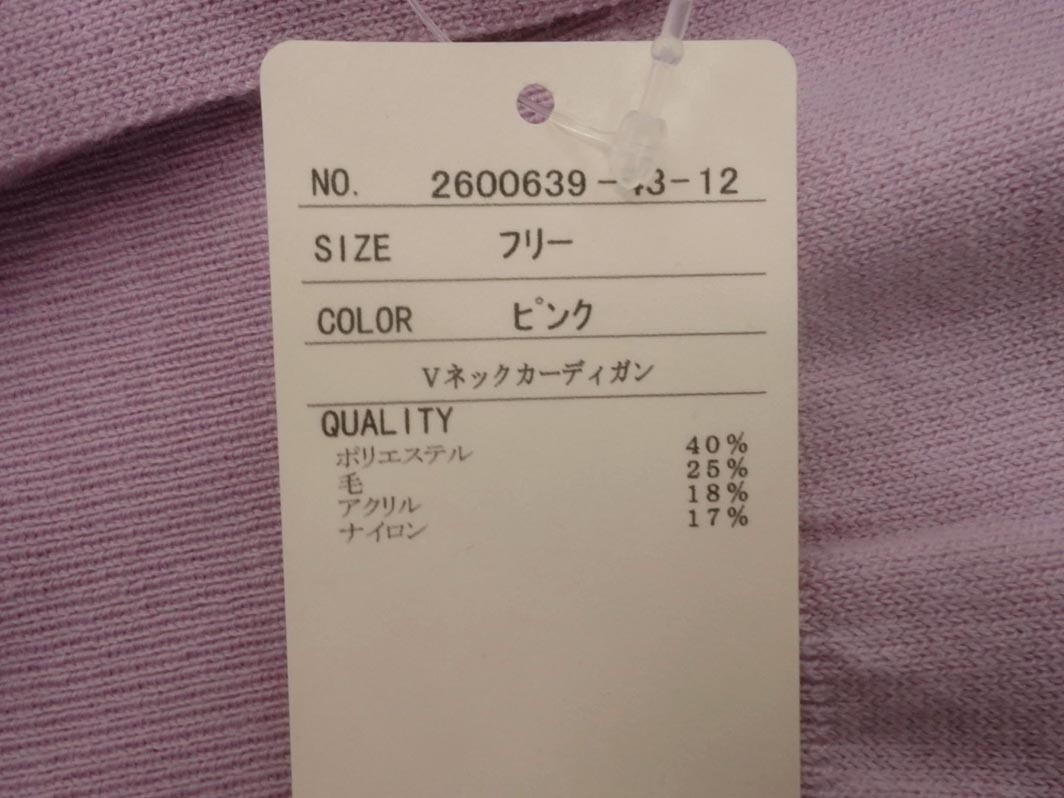 NO. 2600639-43-12
SIZE フリー
COLOR ピンク
Vネックカーディガン
QUALITY
ポリエステル 40%
毛 25%
アクリル 18%
ナイロン 17%